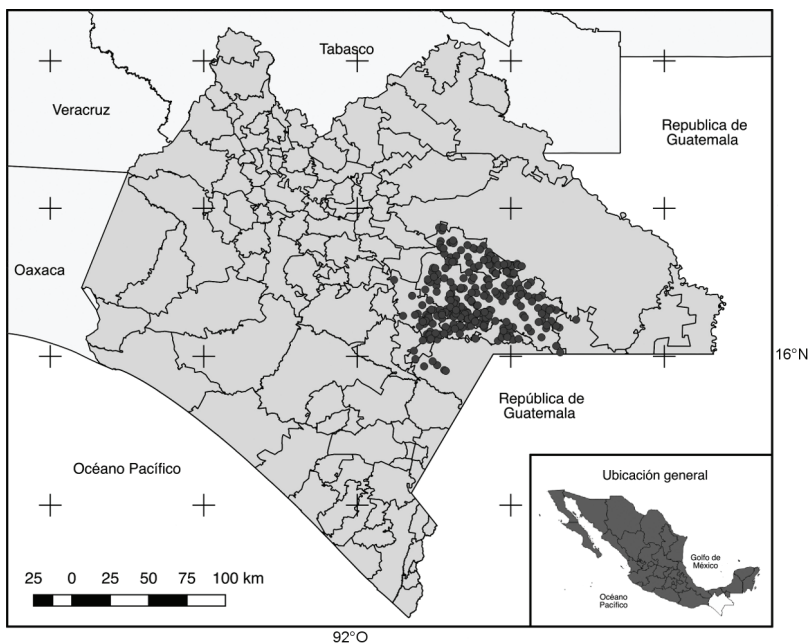 Tabasco
Veracruz
Republica de
Guatemala
Oaxaca
16°N
República de
Guatemala
Océano Pacífico
Ubicación general
Golfo de
México
Océano
Pacífico
25 0 25 50 75 100 km
92°O